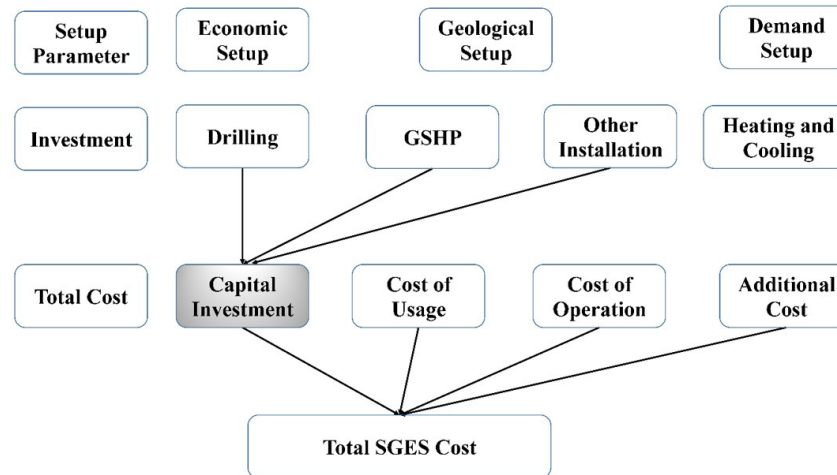 Setup
Parameter
Economic
Setup
Geological
Setup
Demand
Setup
Investment
Drilling
GSHP
Other
Installation
Heating and
Cooling
Total Cost
Capital
Investment
Cost of
Usage
Cost of
Operation
Additional
Cost
Total SGES Cost